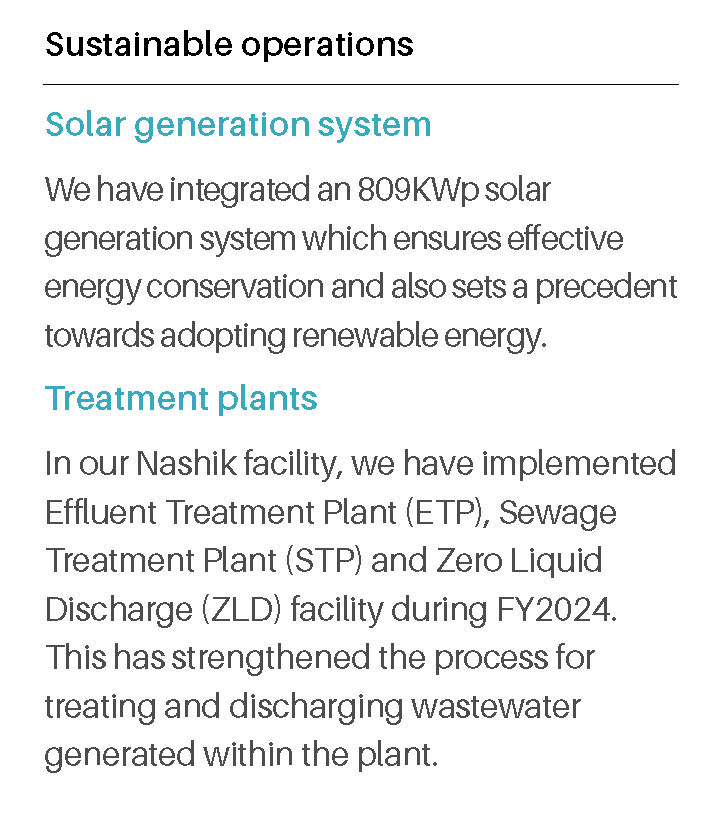 Sustainable operations
Solar generation system
We have integrated an 809KWp solar
generation system which ensures effective
energy conservation and also sets a precedent
towards adopting renewable energy.
Treatment plants
In our Nashik facility, we have implemented
Effluent Treatment Plant (ETP), Sewage
Treatment Plant (STP) and Zero Liquid
Discharge (ZLD) facility during FY2024.
This has strengthened the process for
treating and discharging wastewater
generated within the plant.